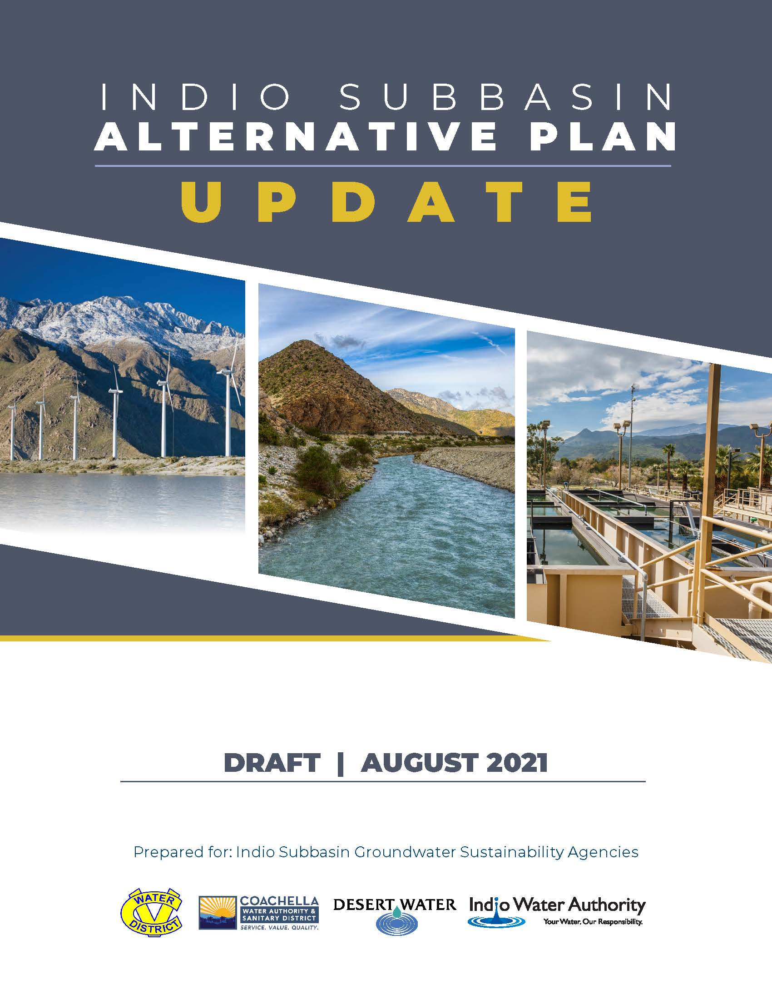 INDIO SUBBASIN
ALTERNATIVE PLAN
UPDATE
DRAFT | AUGUST 2021
Prepared for: Indio Subbasin Groundwater Sustainability Agencies
WATER
CV
DISTRICT
COACHELLA
WATER AUTHORITY &
SANITARY DISTRICT
SERVICE. VALUE. QUALITY.
DESERT WATER
Indio Water Authority
Your Water. Our Responsibility.